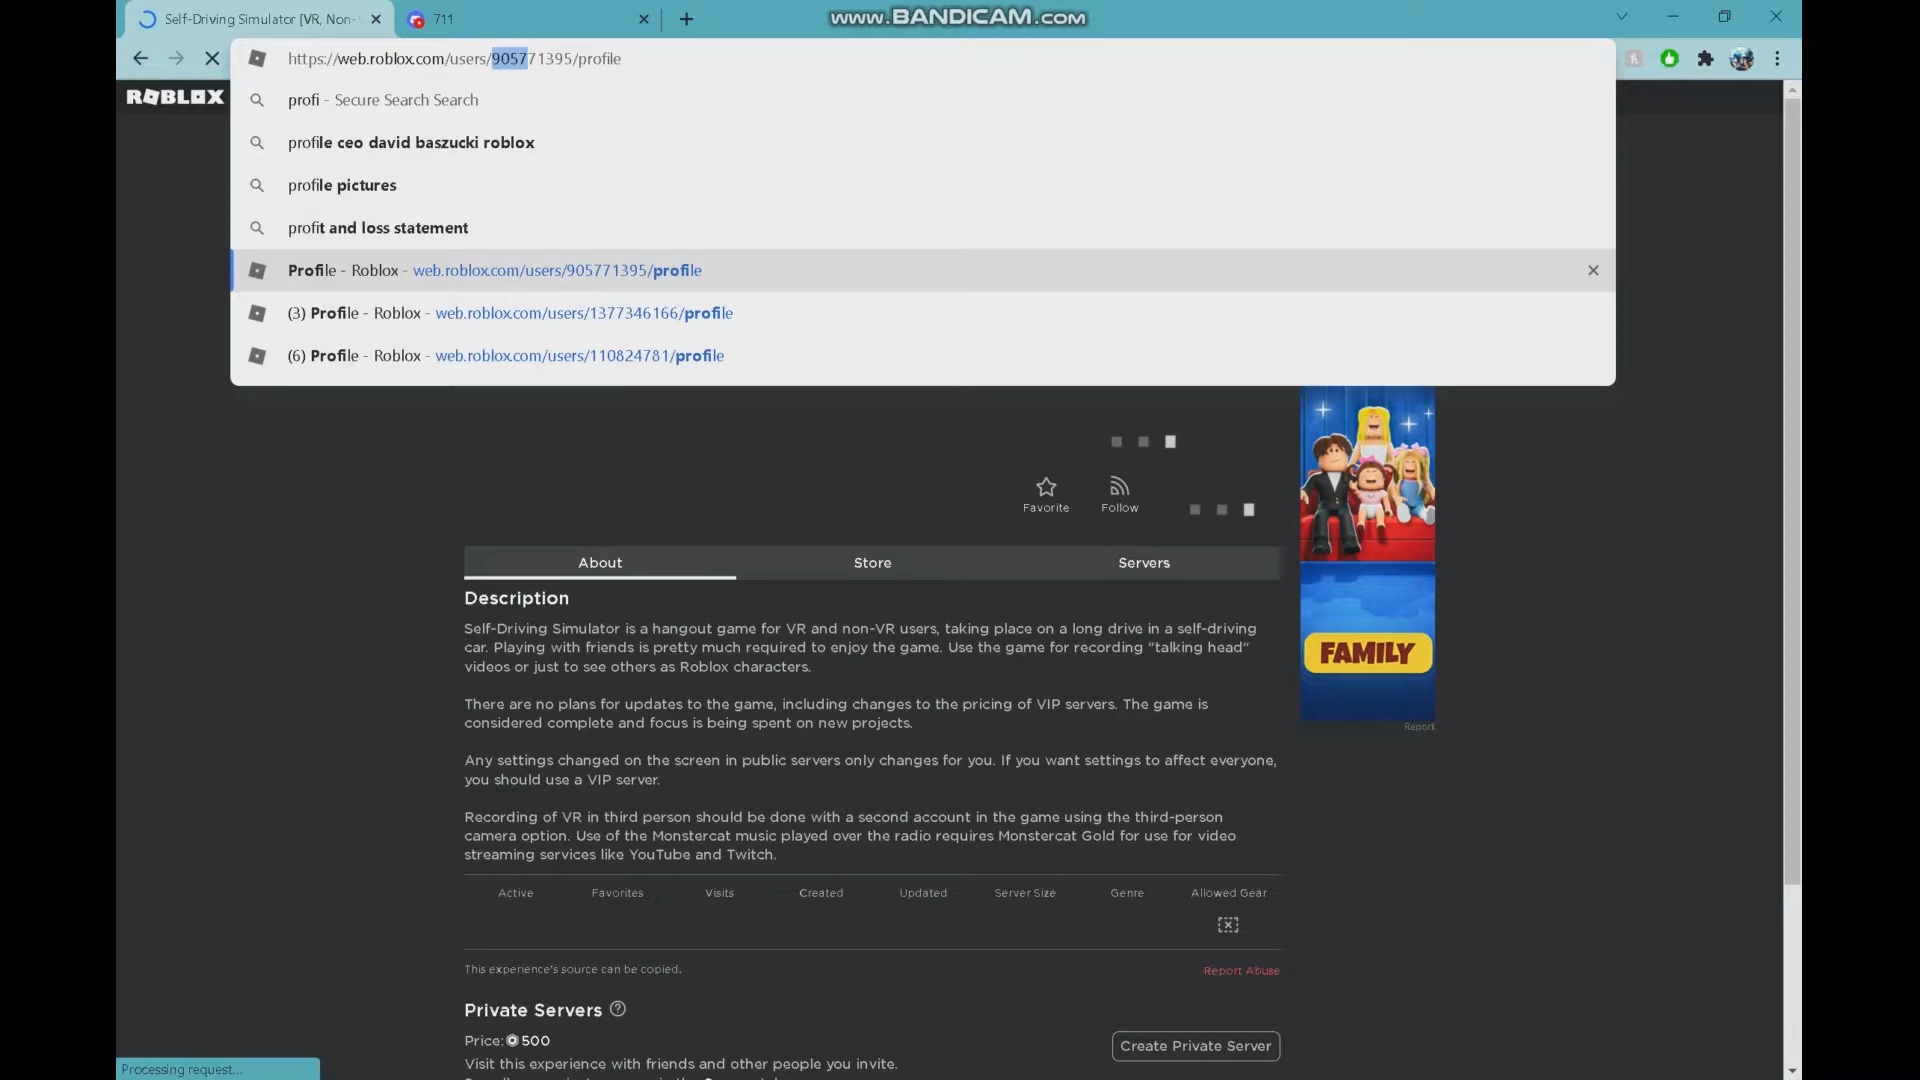 Self-Driving Simulator [VR, Non-
711
www.BANDICAM.com
https://web.roblox.com/users/905771395/profile
ROBLOX
profi - Secure Search Search
profile ceo david baszucki roblox
profile pictures
profit and loss statement
Profile - Roblox - web.roblox.com/users/905771395/profile
(3) Profile - Roblox - web.roblox.com/users/1377346166/profile
(6) Profile - Roblox - web.roblox.com/users/110824781/profile
Favorite
Follow
About
Store
Servers
Description
Self-Driving Simulator is a hangout game for VR and non-VR users, taking place on a long drive in a self-driving
car. Playing with friends is pretty much required to enjoy the game. Use the game for recording "talking head"
videos or just to see others as Roblox characters.
There are no plans for updates to the game, including changes to the pricing of VIP servers. The game is
considered complete and focus is being spent on new projects.
Any settings changed on the screen in public servers only changes for you. If you want settings to affect everyone,
you should use a VIP server.
Recording of VR in third person should be done with a second account in the game using the third-person
camera option. Use of the Monstercat music played over the radio requires Monstercat Gold for use for video
streaming services like YouTube and Twitch.
FAMILY
Report
Active
Favorites
Visits
Created
Updated
Server Size
Genre
Allowed Gear
This experience's source can be copied.
Report Abuse
Private Servers
Price: 500
Create Private Server
Visit this experience with friends and other people you invite.
Processing request...